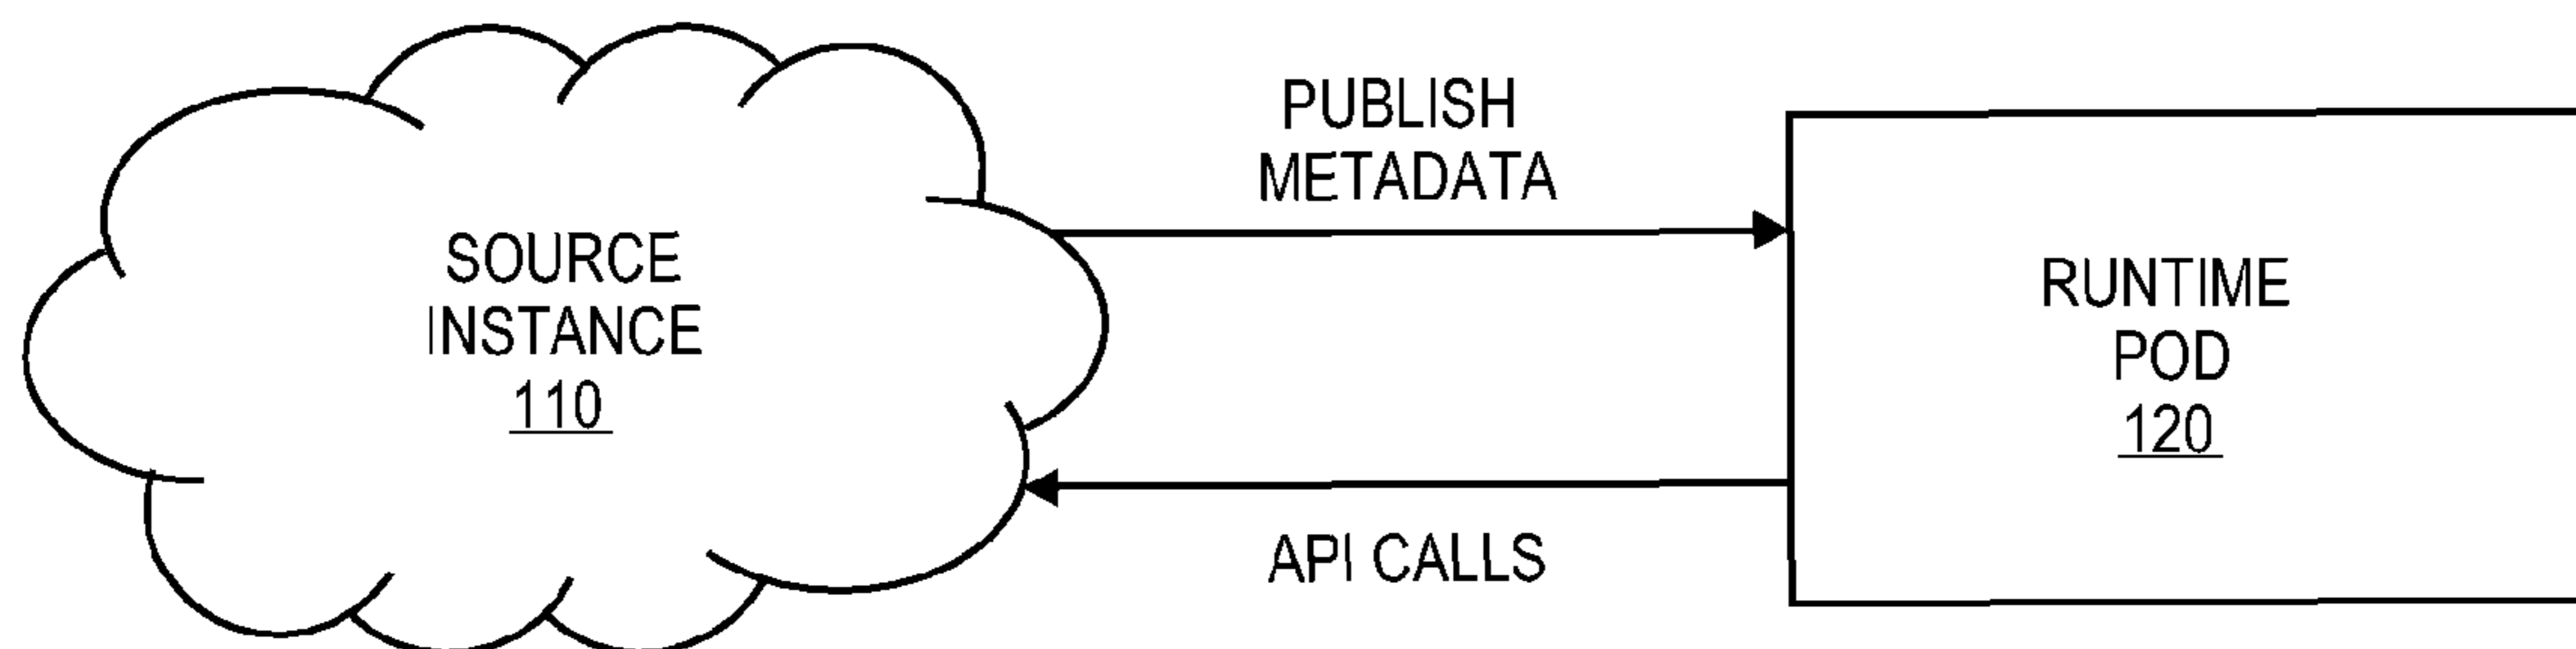 PUBLISH
METADATA
SOURCE
INSTANCE
110
RUNTIME
POD
120
API CALLS